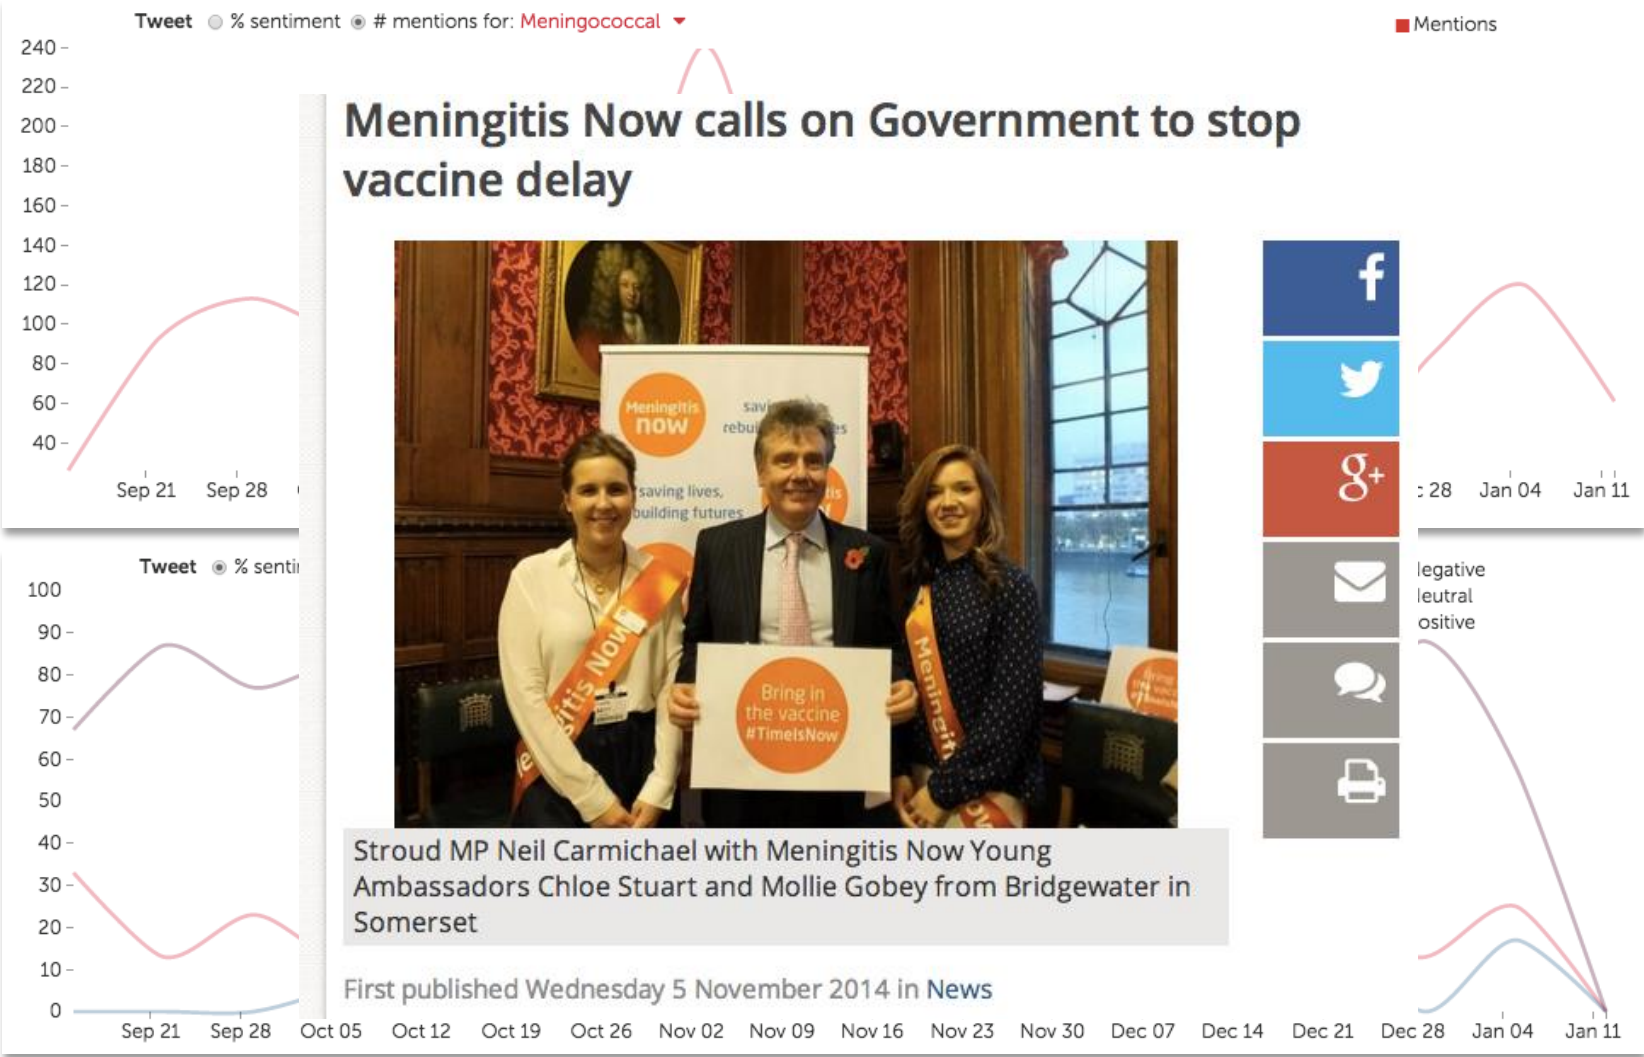 Tweet % sentiment # mentions for: Meningococcal
Mentions
240
220
200
180
160
140
120
100
80
60
40
Sep 21 Sep 28
28 Jan 04 Jan 11
Meningitis Now calls on Government to stop
vaccine delay
Meningitis
now
saving lives,
building futures
Meningitis Now
Bring in
the vaccine
#TimeIsNow
f
g+
Stroud MP Neil Carmichael with Meningitis Now Young
Ambassadors Chloe Stuart and Mollie Gobey from Bridgewater in
Somerset
First published Wednesday 5 November 2014 in News
Tweet % senti
egative
eutral
ositive
100
90
80
70
60
50
40
30
20
10
0
Sep 21 Sep 28 Oct 05 Oct 12 Oct 19 Oct 26 Nov 02 Nov 09 Nov 16 Nov 23 Nov 30 Dec 07 Dec 14 Dec 21 Dec 28 Jan 04 Jan 11